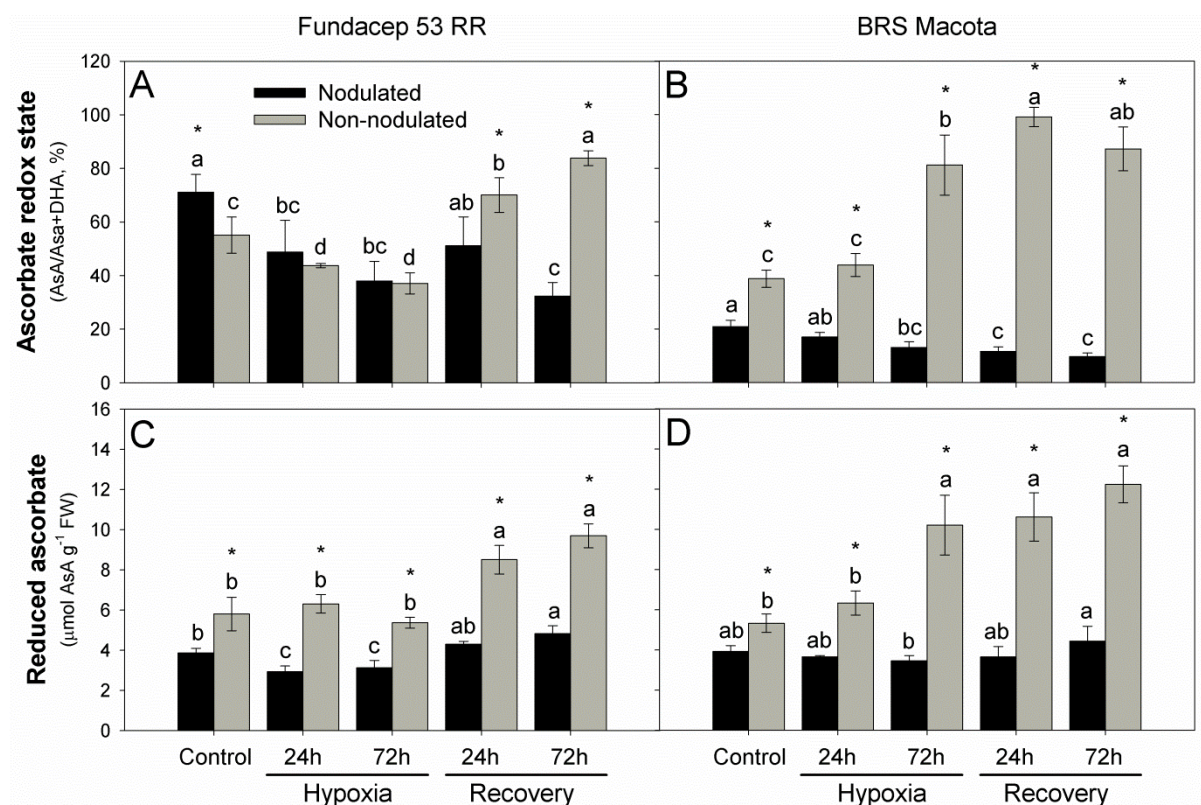 Fundacep 53 RR
BRS Macota
Ascorbate redox state
(AsA/Asa+DHA, %)
120
100
80
60
40
20
0
A
Nodulated
Non-nodulated
*
a
c
bc
d
bc
d
ab
*
b
c
*
a
B
a
*
c
ab
*
c
bc
*
b
c
*
a
c
*
ab
Reduced ascorbate
(µmol AsA g⁻¹ FW)
16
14
12
10
8
6
4
2
0
C
b
*
b
c
*
b
c
*
b
ab
*
a
a
*
a
D
ab
*
b
ab
*
b
b
*
a
ab
*
a
a
*
a
Control 24h 72h 24h 72h
Hypoxia Recovery
Control 24h 72h 24h 72h
Hypoxia Recovery